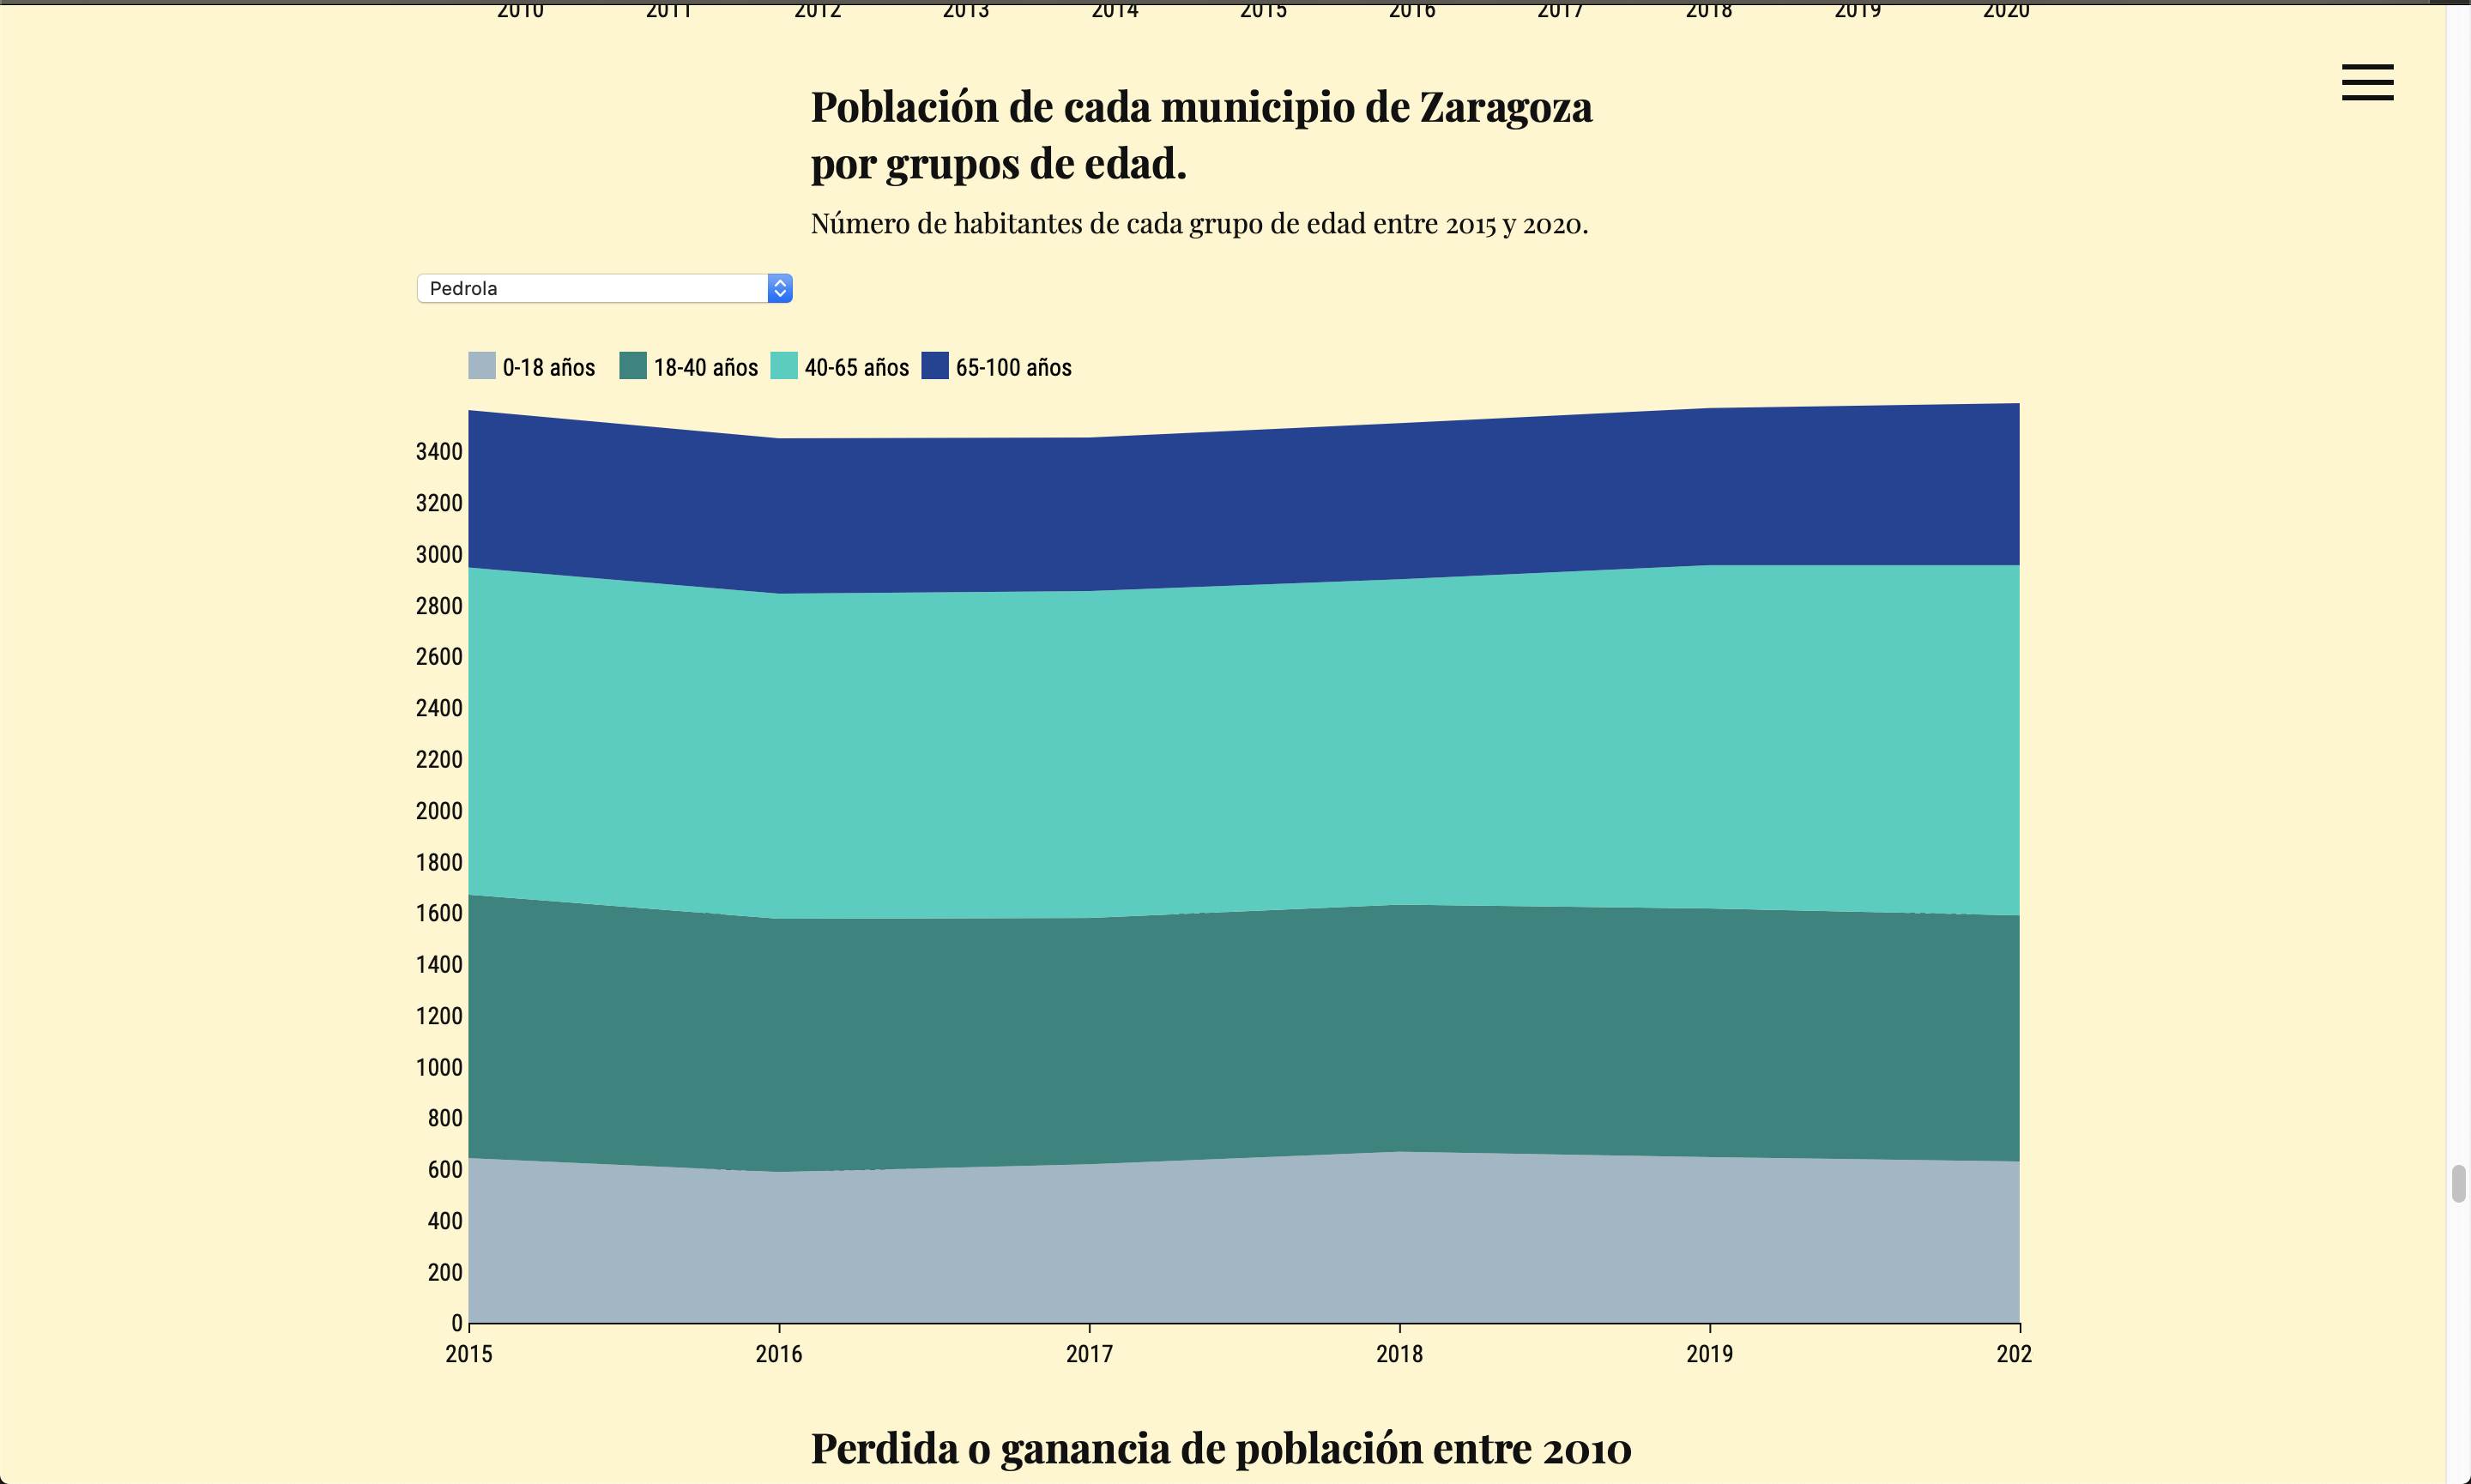 2010 2011 2012 2013 2014 2015 2016 2017 2018 2019 2020
Población de cada municipio de Zaragoza
por grupos de edad.
Número de habitantes de cada grupo de edad entre 2015 y 2020.
Pedrola
0-18 años 18-40 años 40-65 años 65-100 años
3400
3200
3000
2800
2600
2400
2200
2000
1800
1600
1400
1200
1000
800
600
400
200
0
2015 2016 2017 2018 2019 202
Perdida o ganancia de población entre 2010